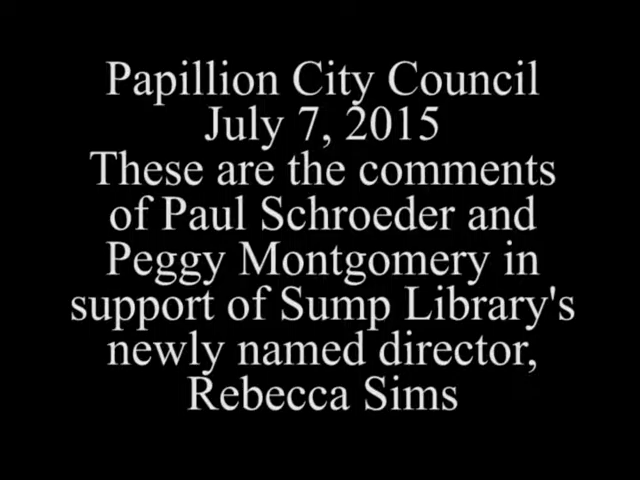 Papillion City Council
July 7, 2015
These are the comments
of Paul Schroeder and
Peggy Montgomery in
support of Sump Library's
newly named director,
Rebecca Sims